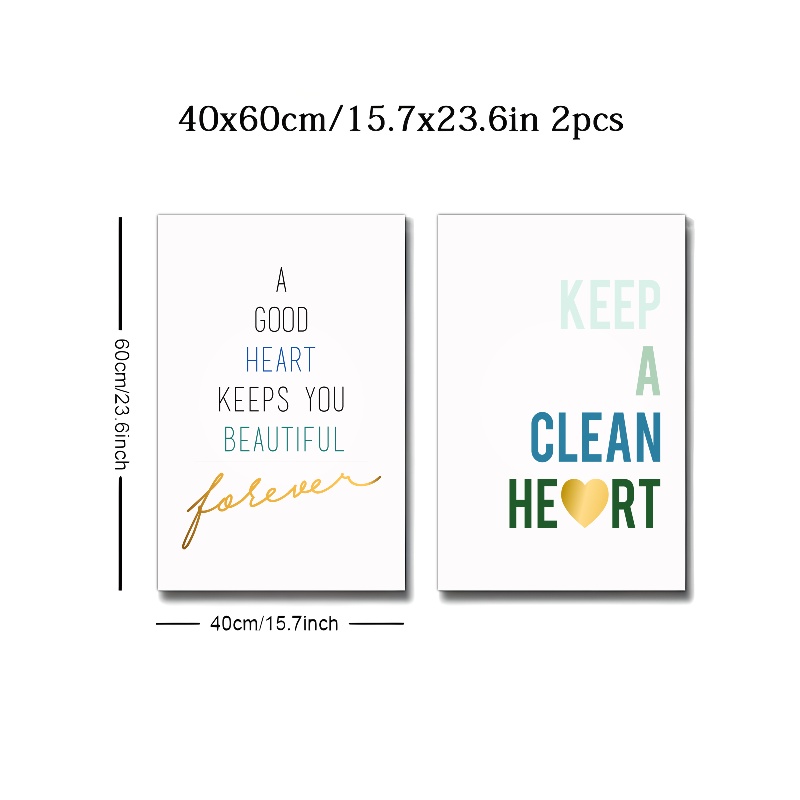 40x60cm/15.7x23.6in 2pcs
A
GOOD
HEART
KEEPS YOU
BEAUTIFUL
forever
KEEP
A
CLEAN
HE RT
60cm/23.6inch
40cm/15.7inch